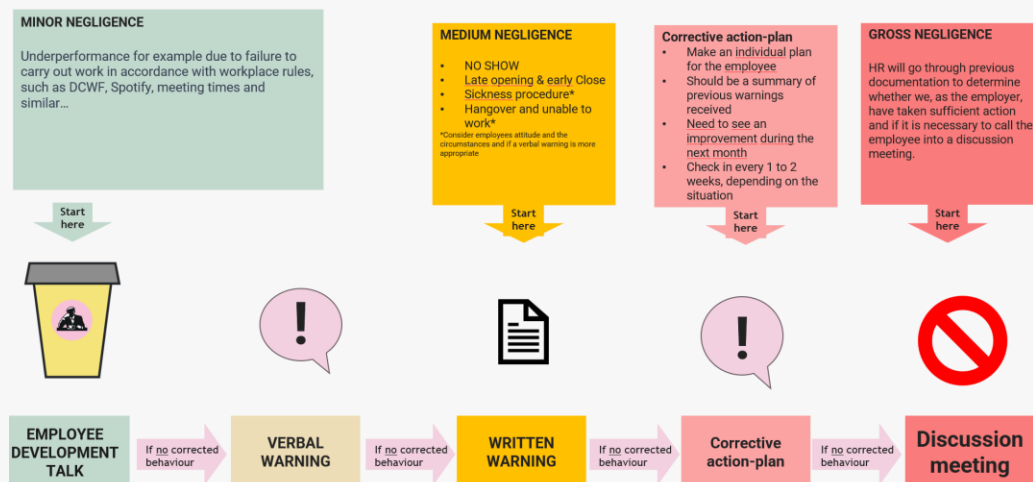 MINOR NEGLIGENCE
Underperformance for example due to failure to
carry out work in accordance with workplace rules,
such as DCWF, Spotify, meeting times and
similar…
MEDIUM NEGLIGENCE
• NO SHOW
• Late opening & early Close
• Sickness procedure*
• Hangover and unable to
work*
*Consider employees attitude and the
circumstances and if a verbal warning is more
appropriate
Corrective action-plan
• Make an individual plan
for the employee
• Should be a summary of
previous warnings
received
• Need to see an
improvement during the
next month
• Check in every 1 to 2
weeks, depending on the
situation
GROSS NEGLIGENCE
HR will go through previous
documentation to determine
whether we, as the employer,
have taken sufficient action
and if it is necessary to call the
employee into a discussion
meeting.
Start
here
Start
here
Start
here
Start
here
!
!
EMPLOYEE
DEVELOPMENT
TALK
If no corrected
behaviour
VERBAL
WARNING
If no corrected
behaviour
WRITTEN
WARNING
If no corrected
behaviour
Corrective
action-plan
If no corrected
behaviour
Discussion
meeting